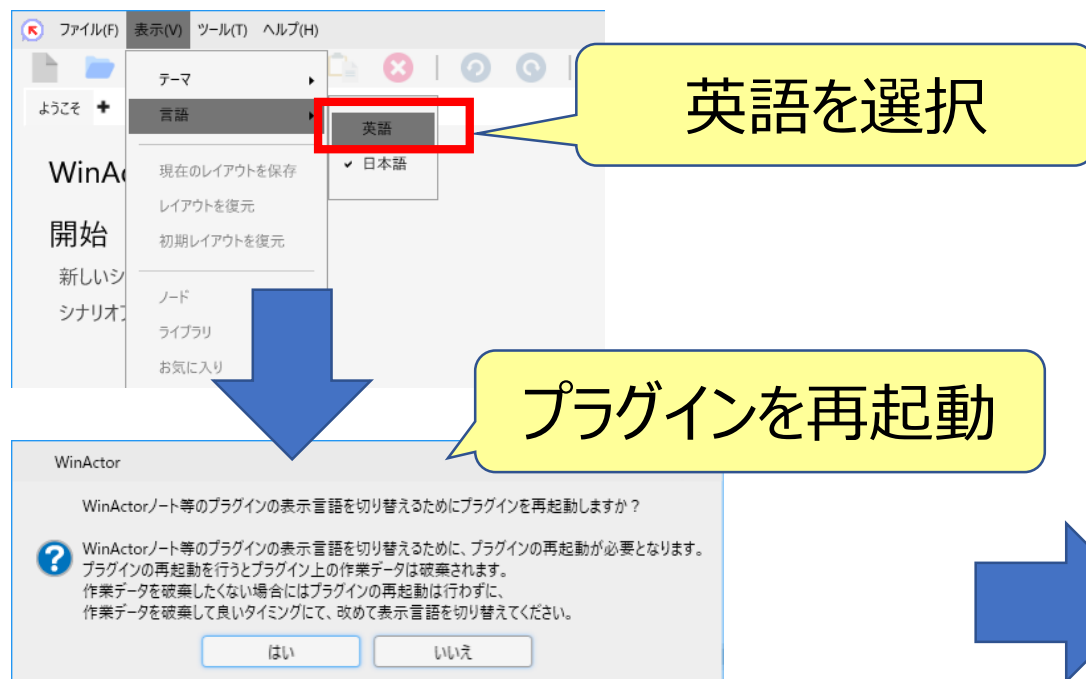 ファイル(F) 表示(V) ツール(T) ヘルプ(H)
テーマ
ようこそ
言語
英語
日本語
英語を選択
現在のレイアウトを保存
レイアウトを復元
初期レイアウトを復元
開始
ノード
ライブラリ
お気に入り
プラグインを再起動
WinActor
WinActorノート等のプラグインの表示言語を切り替えるためにプラグインを再起動しますか？
WinActorノート等のプラグインの表示言語を切り替えるために、プラグインの再起動が必要となります。
プラグインの再起動を行うとプラグイン上の作業データは破棄されます。
作業データを破棄したくない場合にはプラグインの再起動は行わずに、
作業データを破棄して良いタイミングにて、改めて表示言語を切り替えてください。
はい いいえ